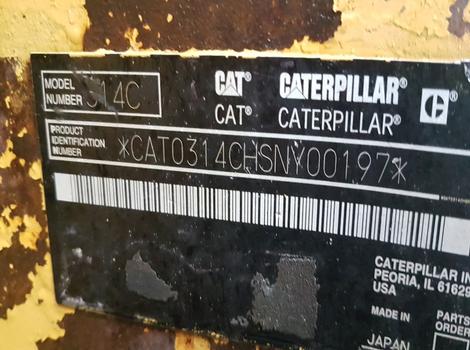 MODEL NUMBER 314C
CAT® CATERPILLAR®
CAT® CATERPILLAR®
C®
PRODUCT IDENTIFICATION NUMBER *CAT0314CHSNY00197*
CATERPILLAR IN
PEORIA, IL 61629
USA
MADE IN
PARTS
ORDER
JAPAN